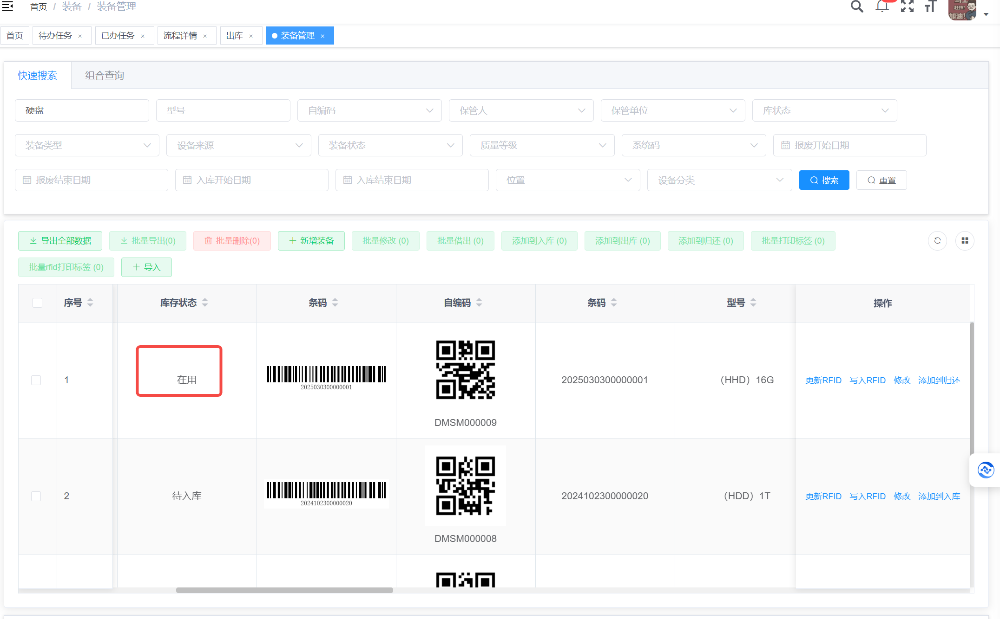 首页 / 装备 / 装备管理
赶快!
加油!
首页 待办任务 × 已办任务 × 流程详情 × 出库 × 装备管理 ×
快速搜索 组合查询
硬盘 型号 自编码 保管人 保管单位 库状态
装备类型 设备来源 装备状态 质量等级 系统码 报废开始日期
报废结束日期 入库开始日期 入库结束日期 位置 设备分类 搜索 重置
导出全部数据 批量导出(0) 批量删除(0) 新增装备 批量修改 (0) 批量借出 (0) 添加到入库 (0) 添加到出库 (0) 添加到归还 (0) 批量打印标签 (0)
批量rfid打印标签 (0) 导入
序号 库存状态 条码 自编码 条码 型号 操作
1 在用 2025030300000001 DMSM000009 2025030300000001 （HHD）16G 更新RFID 写入RFID 修改 添加到归还
2 待入库 2024102300000020 DMSM000008 2024102300000020 （HDD）1T 更新RFID 写入RFID 修改 添加到入库